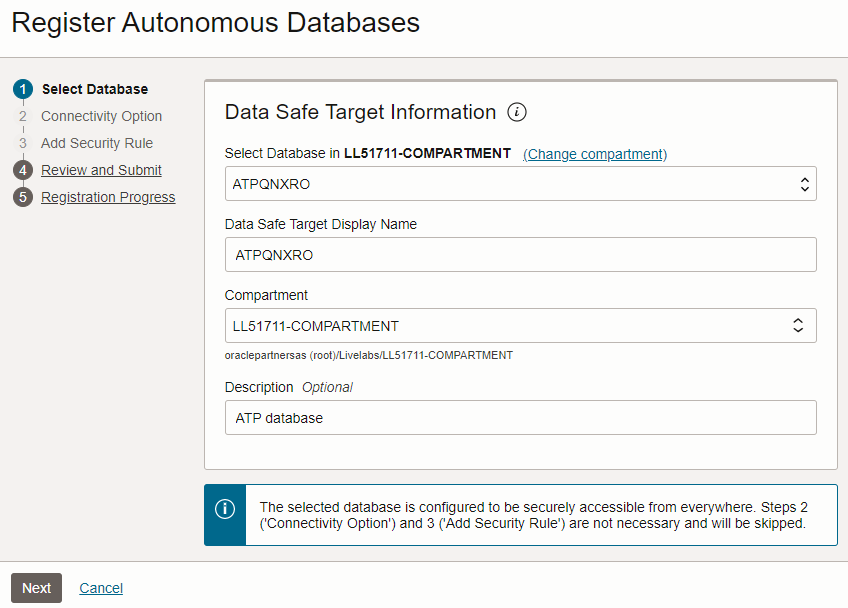 Register Autonomous Databases
1 Select Database
2 Connectivity Option
3 Add Security Rule
4 Review and Submit
5 Registration Progress
Data Safe Target Information i
Select Database in LL51711-COMPARTMENT (Change compartment)
ATPQNXRO
Data Safe Target Display Name
ATPQNXRO
Compartment
LL51711-COMPARTMENT
oraclepartnersas (root)/Livelabs/LL51711-COMPARTMENT
Description Optional
ATP database
i
The selected database is configured to be securely accessible from everywhere. Steps 2
('Connectivity Option') and 3 ('Add Security Rule') are not necessary and will be skipped.
Next Cancel